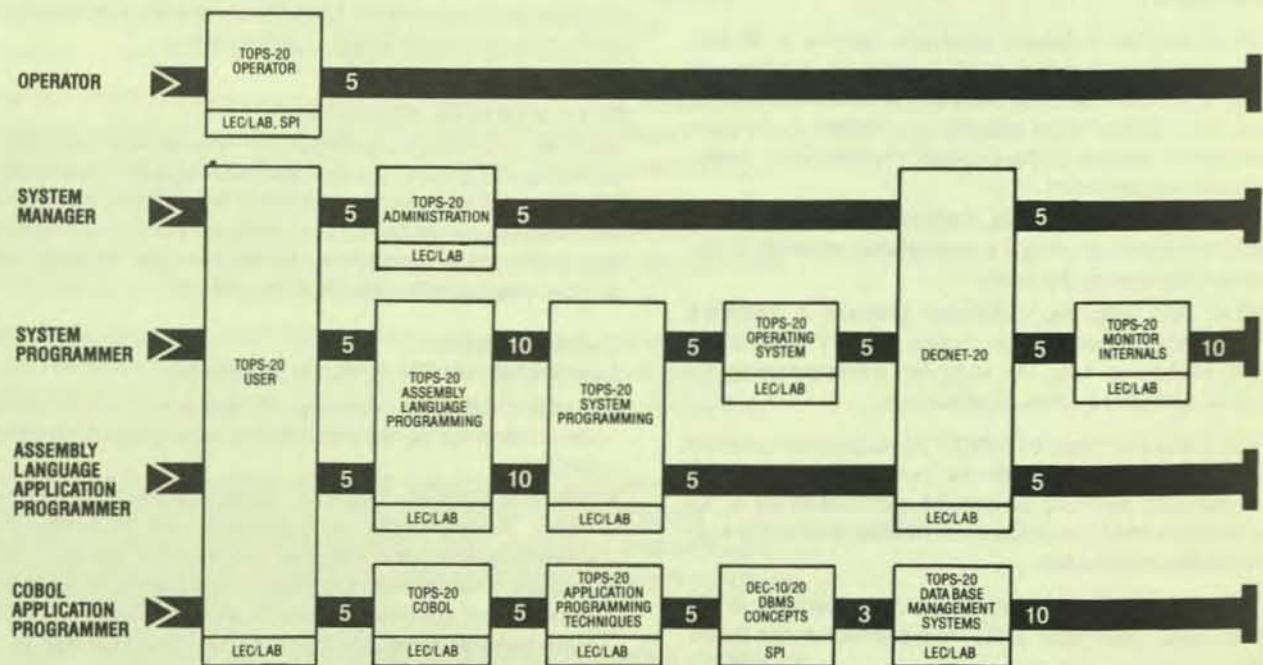 OPERATOR
TOPS-20
OPERATOR
LEC/LAB, SPI
5
SYSTEM
MANAGER
5
TOPS-20
ADMINISTRATION
LEC/LAB
5
5
SYSTEM
PROGRAMMER
TOPS-20
USER
5
TOPS-20
ASSEMBLY
LANGUAGE
PROGRAMMING
10
TOPS-20
SYSTEM
PROGRAMMING
5
TOPS-20
OPERATING
SYSTEM
LEC/LAB
5
DECNET-20
5
TOPS-20
MONITOR
INTERNALS
LEC/LAB
10
ASSEMBLY
LANGUAGE
APPLICATION
PROGRAMMER
5
LEC/LAB
10
LEC/LAB
5
LEC/LAB
5
COBOL
APPLICATION
PROGRAMMER
LEC/LAB
5
TOPS-20
COBOL
LEC/LAB
5
TOPS-20
APPLICATION
PROGRAMMING
TECHNIQUES
LEC/LAB
5
DEC-10/20
DBMS
CONCEPTS
SPI
3
TOPS-20
DATA BASE
MANAGEMENT
SYSTEMS
LEC/LAB
10